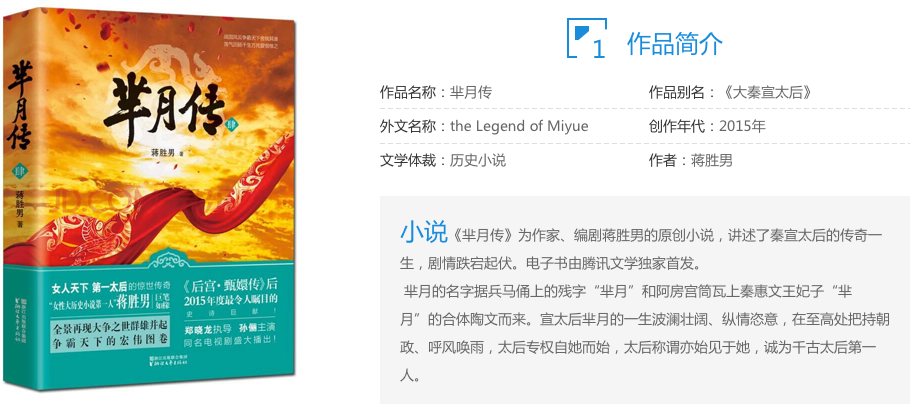 芈月传
肆
蒋胜男 著
芈月传
肆
蒋胜男 著
女人天下 第一太后的惊世传奇
“女性大历史小说第一人”蒋胜男 巨笔如椽
全景再现大争之世群雄并起
争霸天下的宏伟图卷
《后宫·甄嬛传》后
2015年度最令人瞩目的
史诗巨献！
郑晓龙执导 孙俪主演
同名电视剧盛大播出！
浙江文艺出版社
1 作品简介
作品名称：芈月传
作品别名：《大秦宣太后》
外文名称：the Legend of Miyue
创作年代：2015年
文学体裁：历史小说
作者：蒋胜男
小说《芈月传》为作家、编剧蒋胜男的原创小说，讲述了秦宣太后的传奇一
生，剧情跌宕起伏。电子书由腾讯文学独家首发。
芈月的名字据兵马俑上的残字“芈月”和阿房宫筒瓦上秦惠文王妃子“芈
月”的合体陶文而来。宣太后芈月的一生波澜壮阔、纵情恣意，在至高处把持朝
政、呼风唤雨，太后专权自她而始，太后称谓亦始见于她，诚为千古太后第一
人。